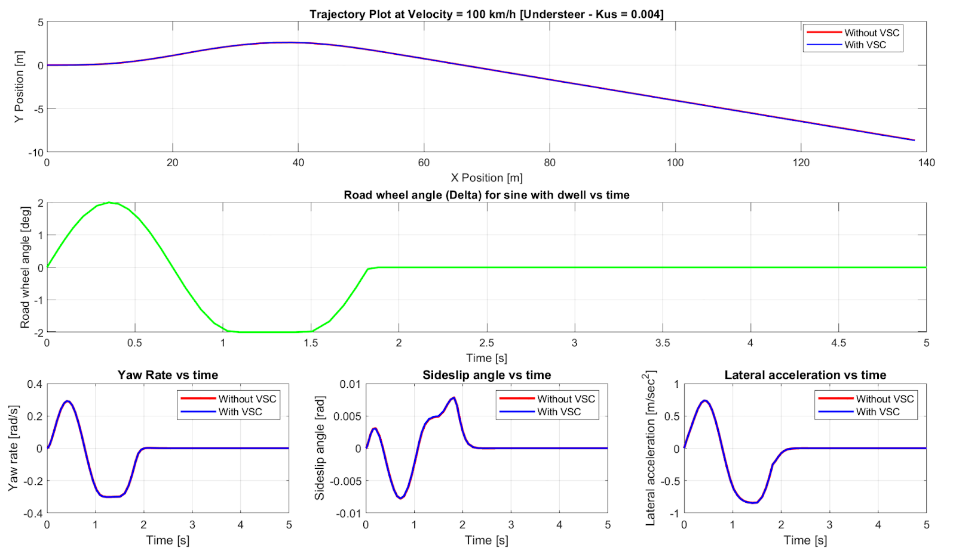 Trajectory Plot at Velocity = 100 km/h [Understeer - Kus = 0.004]
Y Position [m]
5
0
-5
-10
Without VSC
With VSC
0 20 40 60 80 100 120 140
X Position [m]
Road wheel angle (Delta) for sine with dwell vs time
Road wheel angle [deg]
2
1
0
-1
-2
0 0.5 1 1.5 2 2.5 3 3.5 4 4.5 5
Time [s]
Yaw Rate vs time
Yaw rate [rad/s]
0.4
0.2
0
-0.2
-0.4
Without VSC
With VSC
0 1 2 3 4 5
Time [s]
Sideslip angle vs time
Sideslip angle [rad]
0.01
0.005
0
-0.005
-0.01
Without VSC
With VSC
0 1 2 3 4 5
Time [s]
Lateral acceleration vs time
Lateral acceleration [m/sec²]
1
0.5
0
-0.5
-1
Without VSC
With VSC
0 1 2 3 4 5
Time [s]